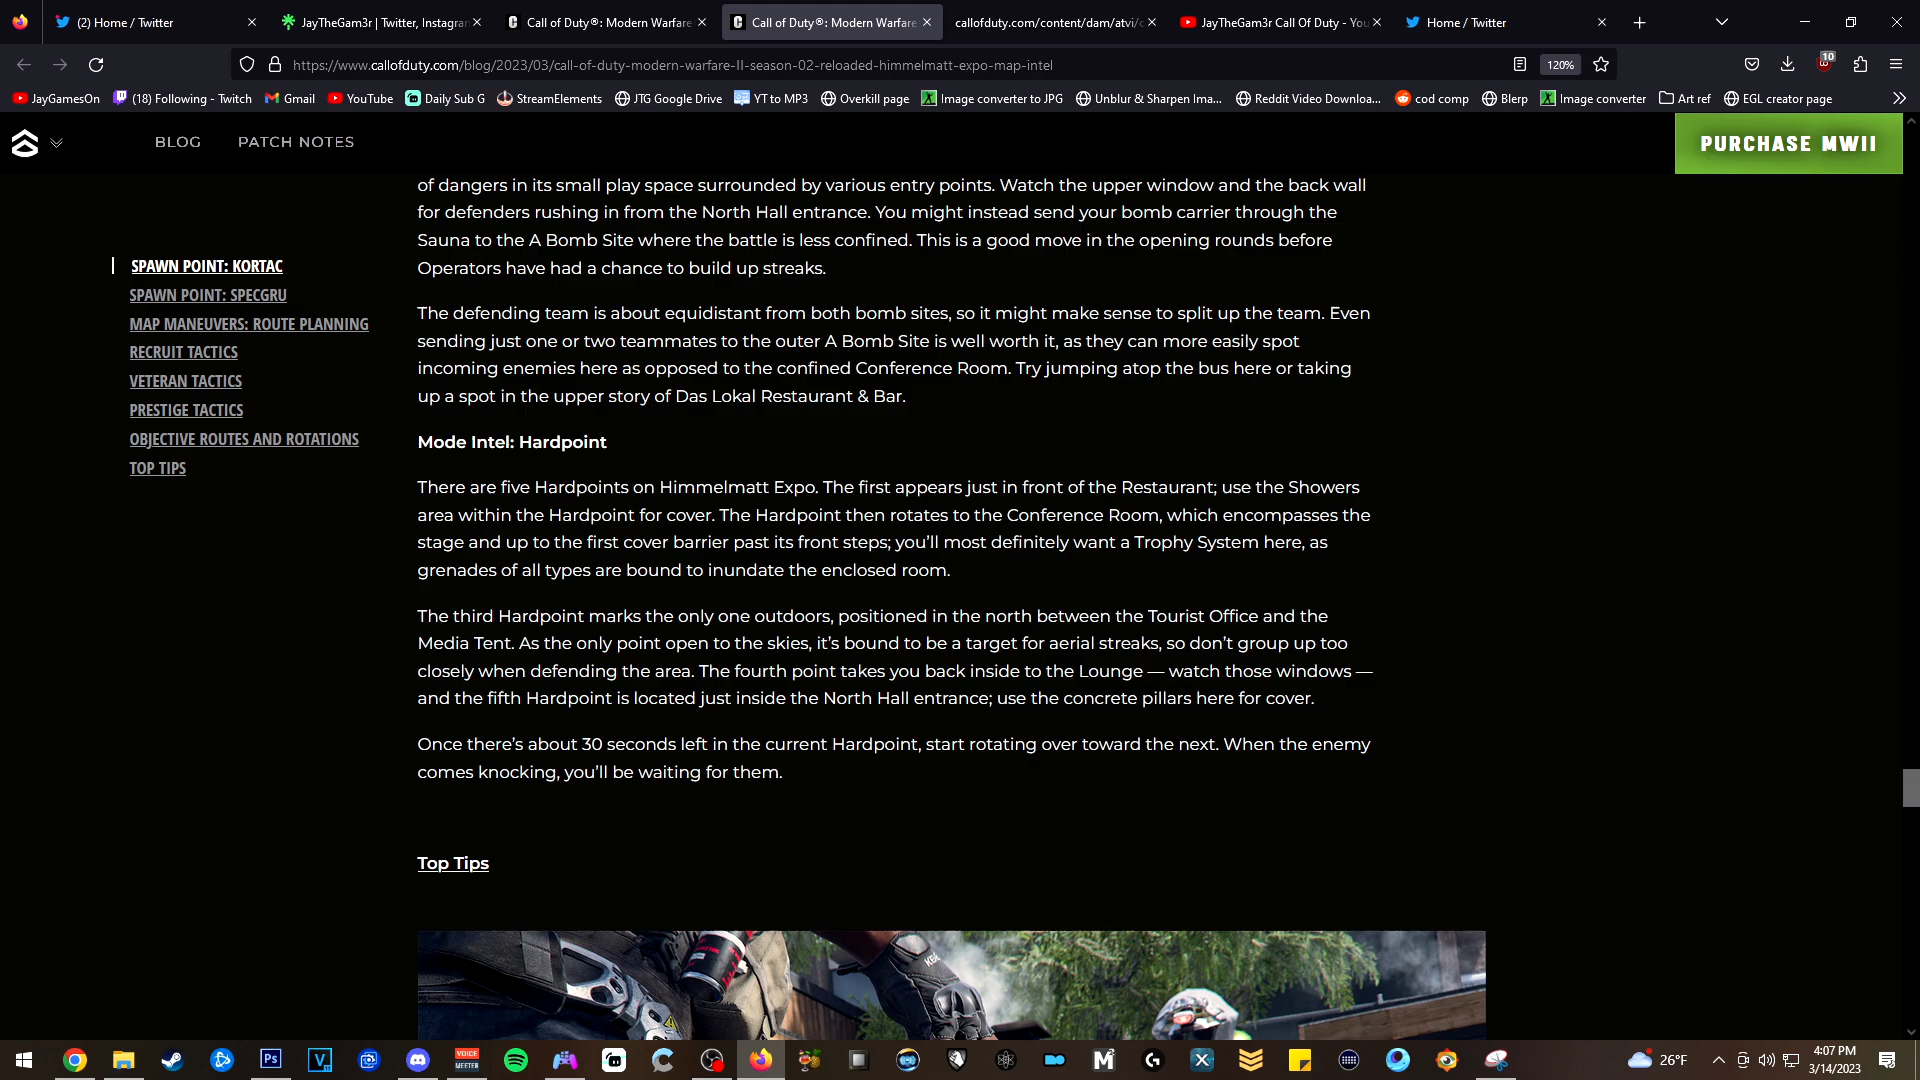 (2) Home / Twitter
JayTheGam3r | Twitter, Instagram
Call of Duty®: Modern Warfare
Call of Duty®: Modern Warfare
callofduty.com/content/dam/atvi/c
JayTheGam3r Call Of Duty - You
Home / Twitter
https://www.callofduty.com/blog/2023/03/call-of-duty-modern-warfare-II-season-02-reloaded-himmelmatt-expo-map-intel
120%
10
JayGamesOn
(18) Following - Twitch
Gmail
YouTube
Daily Sub G
StreamElements
JTG Google Drive
YT to MP3
Overkill page
Image converter to JPG
Unblur & Sharpen Ima...
Reddit Video Downloa...
cod comp
Blerp
Image converter
Art ref
EGL creator page
BLOG
PATCH NOTES
PURCHASE MWII
SPAWN POINT: KORTAC
SPAWN POINT: SPECGRU
MAP MANEUVERS: ROUTE PLANNING
RECRUIT TACTICS
VETERAN TACTICS
PRESTIGE TACTICS
OBJECTIVE ROUTES AND ROTATIONS
TOP TIPS
of dangers in its small play space surrounded by various entry points. Watch the upper window and the back wall
for defenders rushing in from the North Hall entrance. You might instead send your bomb carrier through the
Sauna to the A Bomb Site where the battle is less confined. This is a good move in the opening rounds before
Operators have had a chance to build up streaks.
The defending team is about equidistant from both bomb sites, so it might make sense to split up the team. Even
sending just one or two teammates to the outer A Bomb Site is well worth it, as they can more easily spot
incoming enemies here as opposed to the confined Conference Room. Try jumping atop the bus here or taking
up a spot in the upper story of Das Lokal Restaurant & Bar.
Mode Intel: Hardpoint
There are five Hardpoints on Himmelmatt Expo. The first appears just in front of the Restaurant; use the Showers
area within the Hardpoint for cover. The Hardpoint then rotates to the Conference Room, which encompasses the
stage and up to the first cover barrier past its front steps; you'll most definitely want a Trophy System here, as
grenades of all types are bound to inundate the enclosed room.
The third Hardpoint marks the only one outdoors, positioned in the north between the Tourist Office and the
Media Tent. As the only point open to the skies, it's bound to be a target for aerial streaks, so don't group up too
closely when defending the area. The fourth point takes you back inside to the Lounge — watch those windows —
and the fifth Hardpoint is located just inside the North Hall entrance; use the concrete pillars here for cover.
Once there's about 30 seconds left in the current Hardpoint, start rotating over toward the next. When the enemy
comes knocking, you'll be waiting for them.
Top Tips
Ps
V
VOICE
MEETER
26°F
4:07 PM
3/14/2023